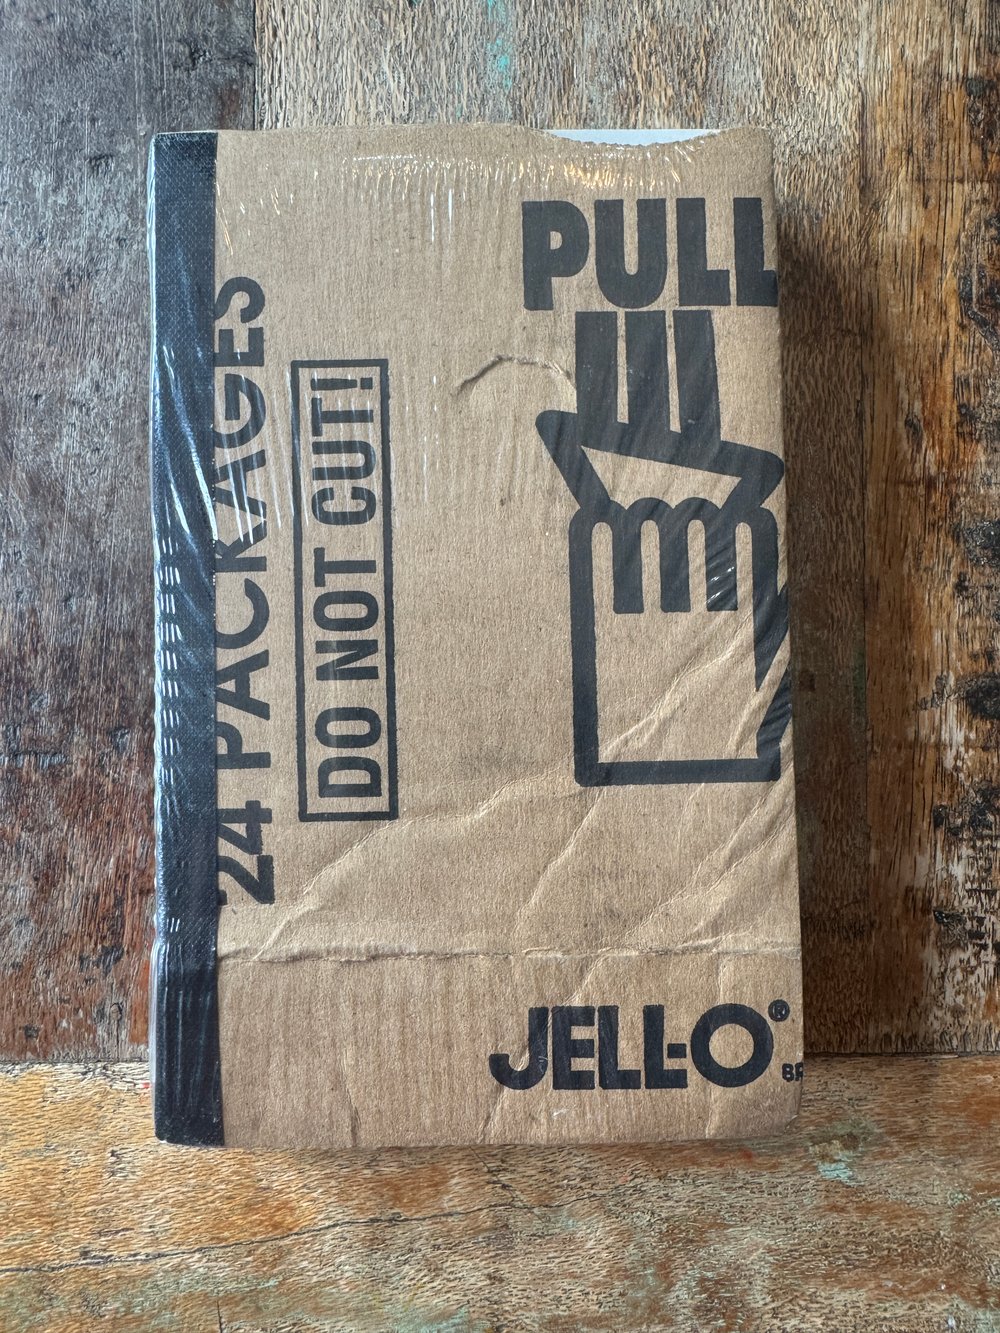 PULL
24 PACKAGES
DO NOT CUT!
JELL-O®